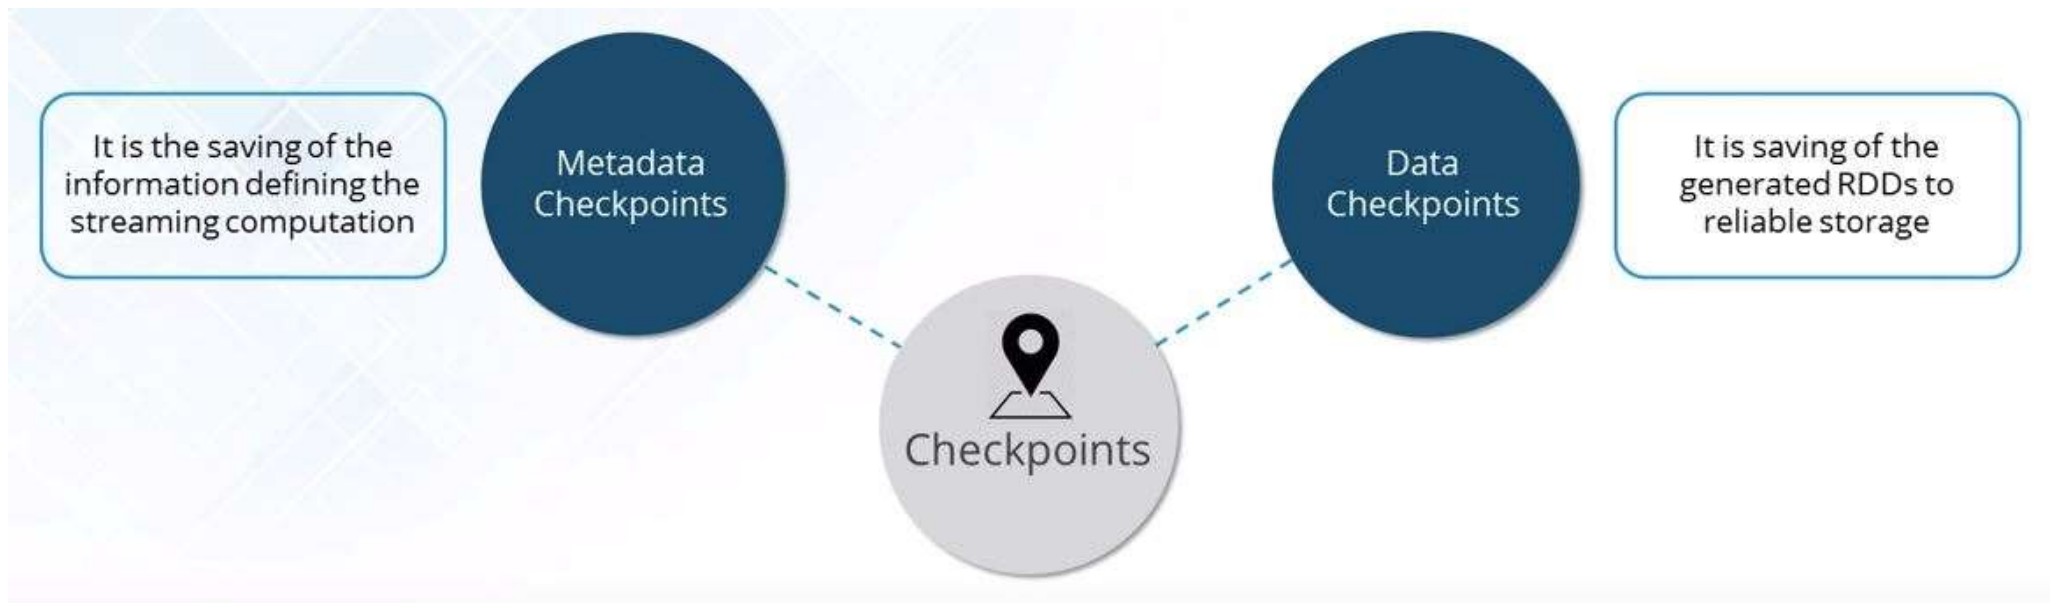 It is the saving of the
information defining the
streaming computation
Metadata
Checkpoints
Data
Checkpoints
It is saving of the
generated RDDs to
reliable storage
Checkpoints